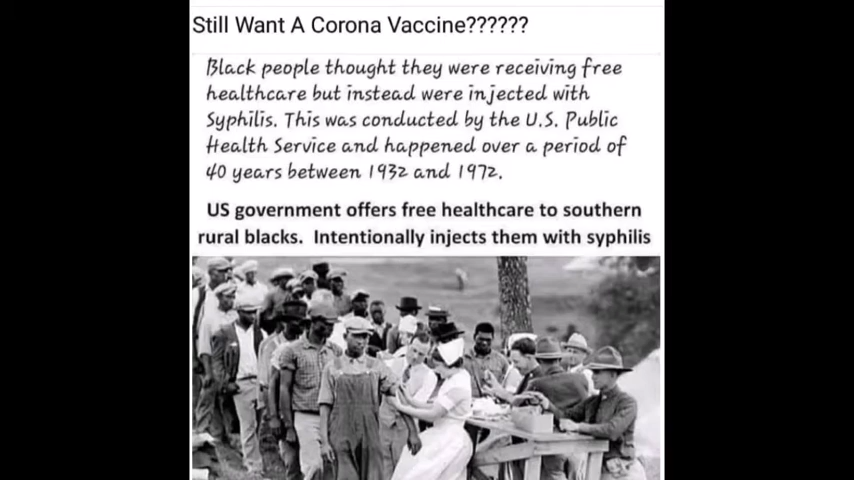 Still Want A Corona Vaccine??????
Black people thought they were receiving free
healthcare but instead were injected with
Syphilis. This was conducted by the U.S. Public
Health Service and happened over a period of
40 years between 1932 and 1972.
US government offers free healthcare to southern
rural blacks.  Intentionally injects them with syphilis